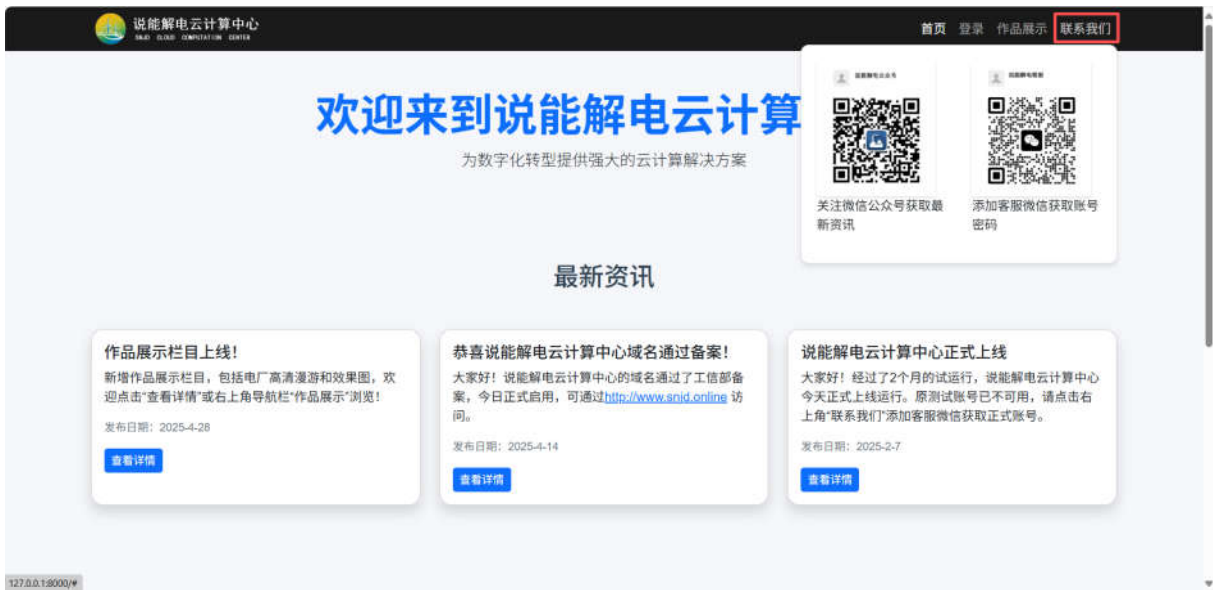 说能解电云计算中心
SNJD CLOUD COMPUTATION CENTER
首页 登录 作品展示 联系我们
欢迎来到说能解电云计算
为数字化转型提供强大的云计算解决方案
说能解电公众号
说能解电客服
关注微信公众号获取最
新资讯
添加客服微信获取账号
密码
最新资讯
作品展示栏目上线！
新增作品展示栏目，包括电厂高清漫游和效果图，欢
迎点击“查看详情”或右上角导航栏“作品展示”浏览！
发布日期：2025-4-28
查看详情
恭喜说能解电云计算中心域名通过备案！
大家好！说能解电云计算中心的域名通过了工信部备
案，今日正式启用，可通过http://www.snjd.online 访
问。
发布日期：2025-4-14
查看详情
说能解电云计算中心正式上线
大家好！经过了2个月的试运行，说能解电云计算中心
今天正式上线运行。原测试账号已不可用，请点击右
上角“联系我们”添加客服微信获取正式账号。
发布日期：2025-2-7
查看详情
127.0.0.1:8000/#